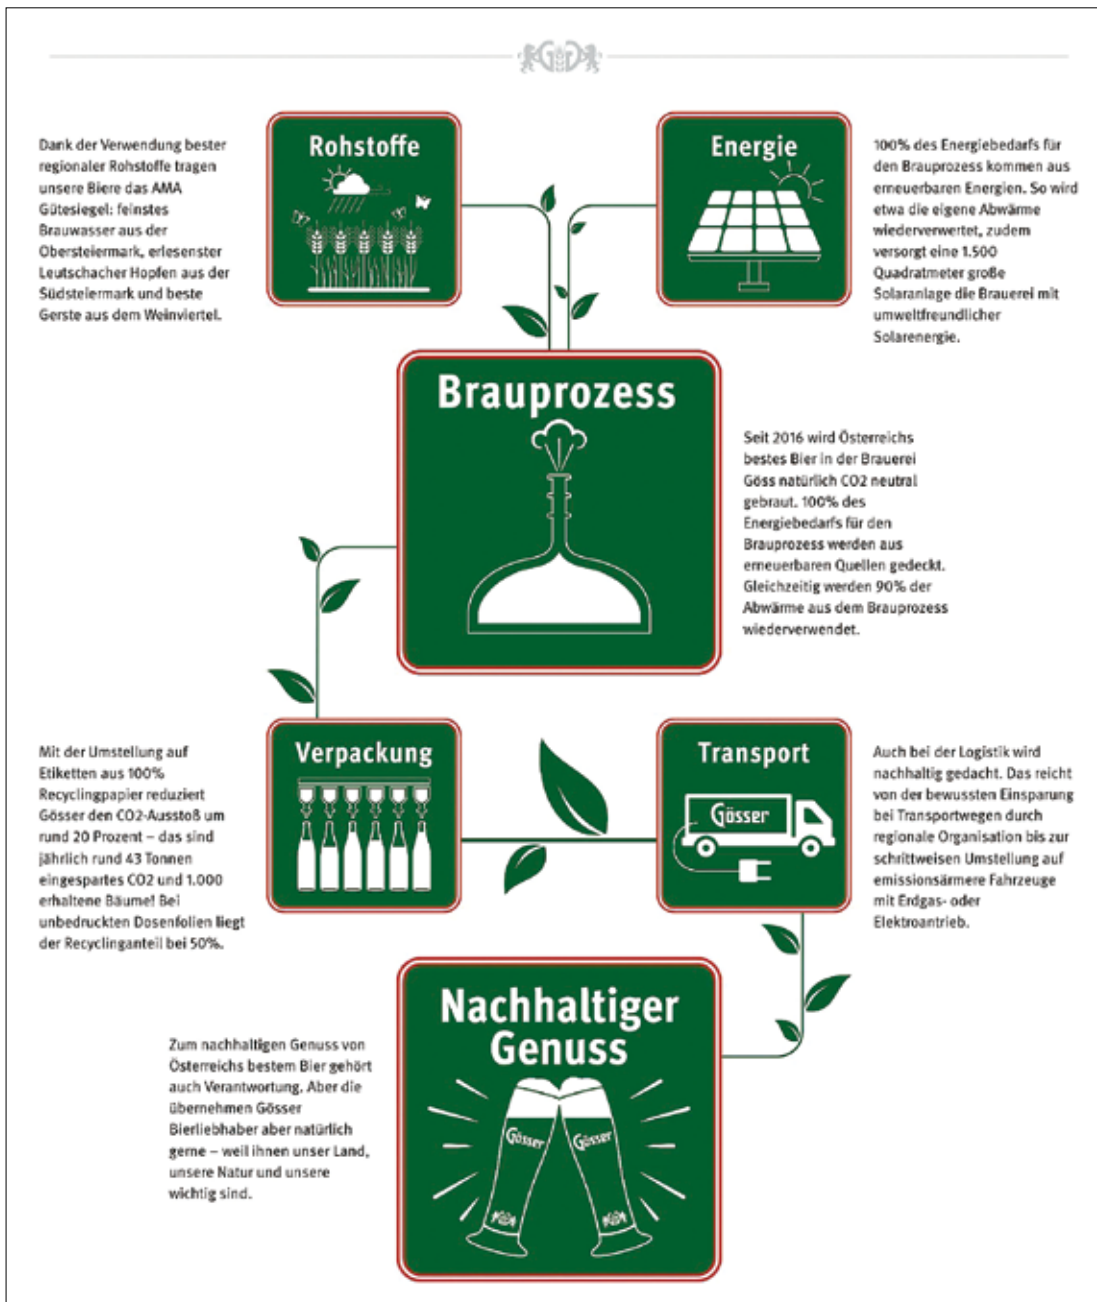 Rohstoffe
Dank der Verwendung bester
regionaler Rohstoffe tragen
unsere Biere das AMA
Gütesiegel: feinstes
Brauwasser aus der
Obersteiermark, erlesenster
Leutschacher Hopfen aus der
Südsteiermark und beste
Gerste aus dem Weinviertel.
Energie
100% des Energiebedarfs für
den Brauprozess kommen aus
erneuerbaren Energien. So wird
etwa die eigene Abwärme
wiederverwertet, zudem
versorgt eine 1.500
Quadratmeter große
Solaranlage die Brauerei mit
umweltfreundlicher
Solarenergie.
Brauprozess
Seit 2016 wird Österreichs
bestes Bier in der Brauerei
Göss natürlich CO2 neutral
gebraut. 100% des
Energiebedarfs für den
Brauprozess werden aus
erneuerbaren Quellen gedeckt.
Gleichzeitig werden 90% der
Abwärme aus dem Brauprozess
wiederverwendet.
Verpackung
Mit der Umstellung auf
Etiketten aus 100%
Recyclingpapier reduziert
Gösser den CO2-Ausstoß um
rund 20 Prozent – das sind
jährlich rund 43 Tonnen
eingespartes CO2 und 1.000
erhaltene Bäume! Bei
unbedruckten Dosenfolien liegt
der Recyclinganteil bei 50%.
Transport
Gösser
Auch bei der Logistik wird
nachhaltig gedacht. Das reicht
von der bewussten Einsparung
bei Transportwegen durch
regionale Organisation bis zur
schrittweisen Umstellung auf
emissionsärmere Fahrzeuge
mit Erdgas- oder
Elektroantrieb.
Nachhaltiger
Genuss
Gösser
Gösser
Zum nachhaltigen Genuss von
Österreichs bestem Bier gehört
auch Verantwortung. Aber die
übernehmen Gösser
Bierliebhaber aber natürlich
gerne – weil ihnen unser Land,
unsere Natur und unsere
wichtig sind.